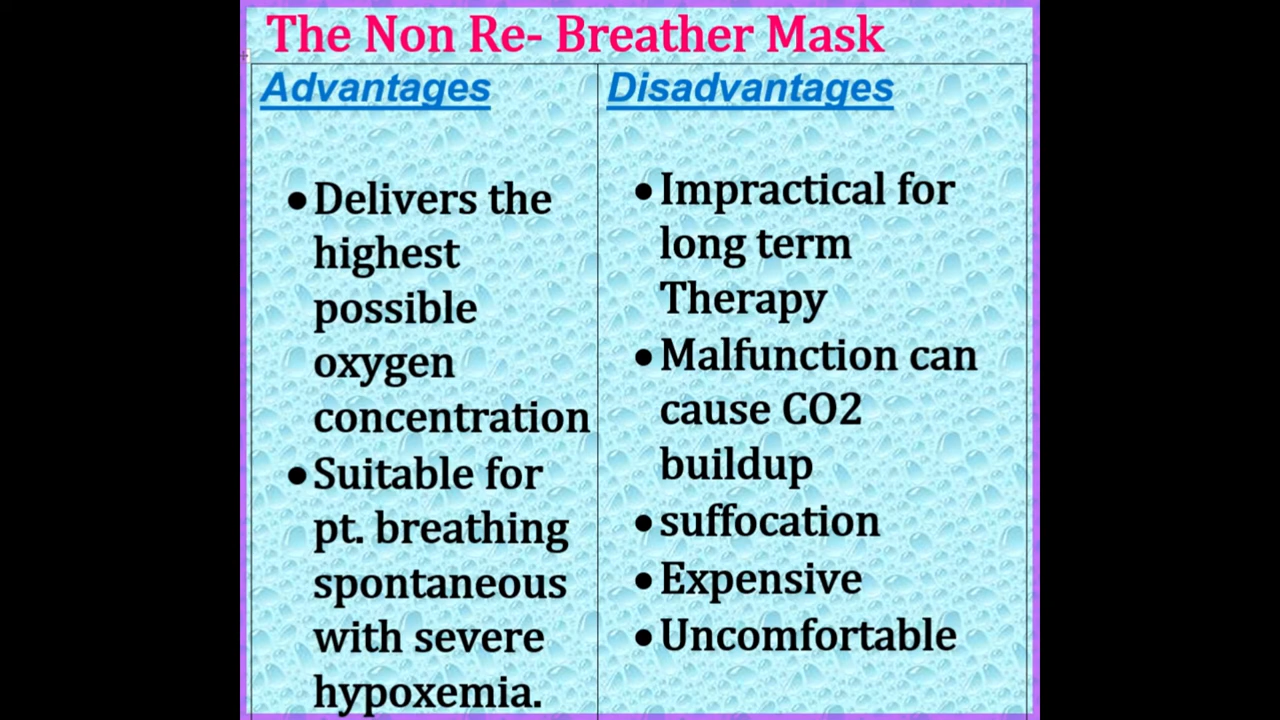 The Non Re- Breather Mask
Advantages
• Delivers the
highest
possible
oxygen
concentration
• Suitable for
pt. breathing
spontaneous
with severe
hypoxemia.
Disadvantages
• Impractical for
long term
Therapy
• Malfunction can
cause CO2
buildup
• suffocation
• Expensive
• Uncomfortable